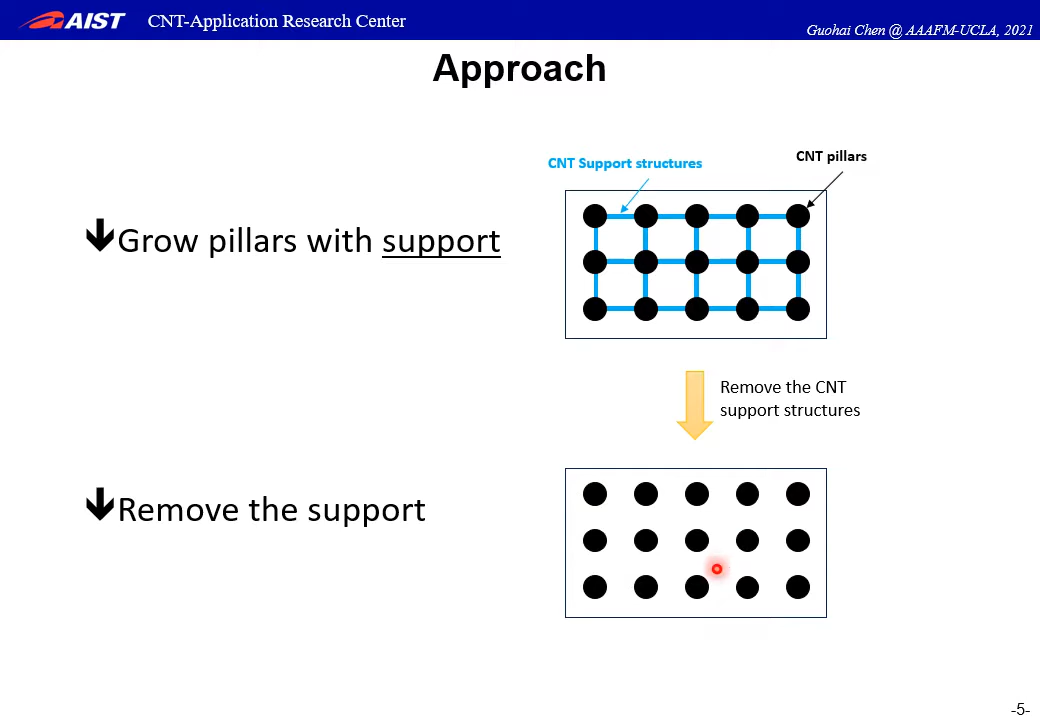 AIST
CNT-Application Research Center
Guohai Chen @ AAAFM-UCLA, 2021
Approach
CNT Support structures
CNT pillars
🡻Grow pillars with support
Remove the CNT
support structures
🡻Remove the support
-5-